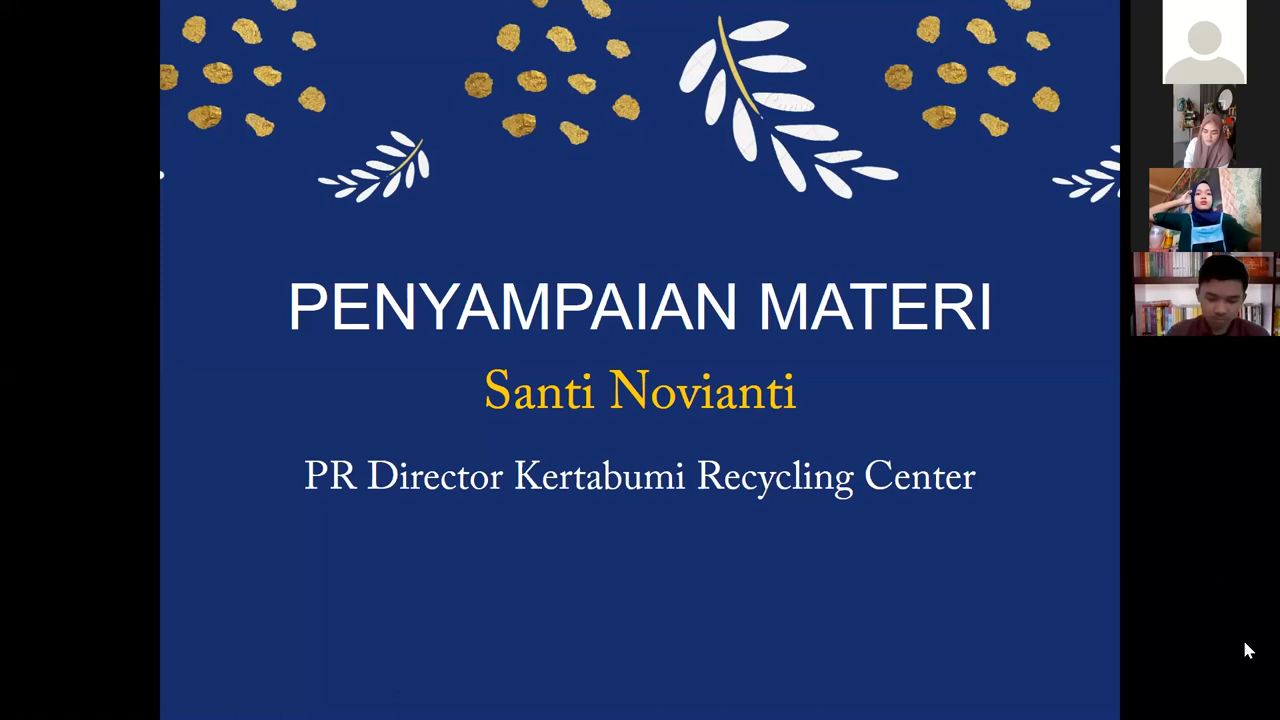 PENYAMPAIAN MATERI
Santi Novianti
PR Director Kertabumi Recycling Center